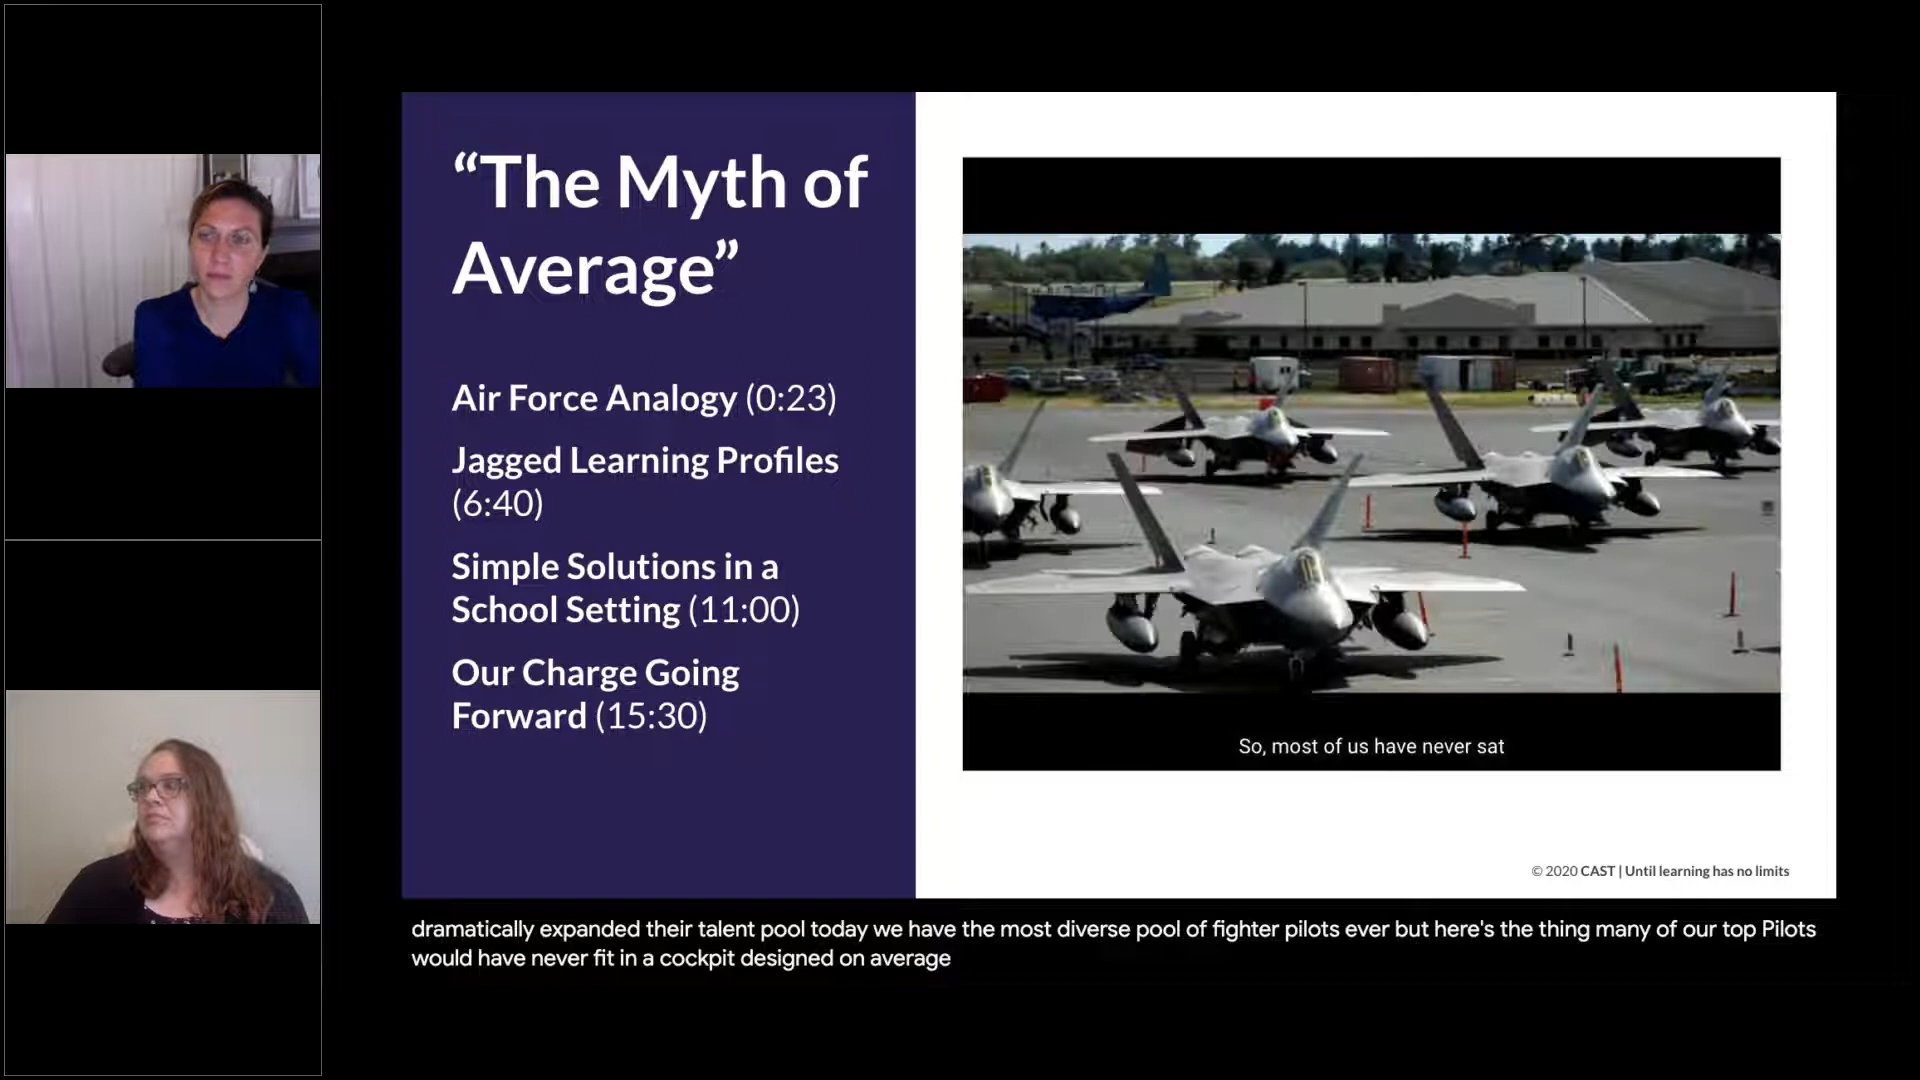 “The Myth of
Average”
Air Force Analogy (0:23)
Jagged Learning Profiles
(6:40)
Simple Solutions in a
School Setting (11:00)
Our Charge Going
Forward (15:30)
So, most of us have never sat
© 2020 CAST | Until learning has no limits
dramatically expanded their talent pool today we have the most diverse pool of fighter pilots ever but here's the thing many of our top Pilots
would have never fit in a cockpit designed on average